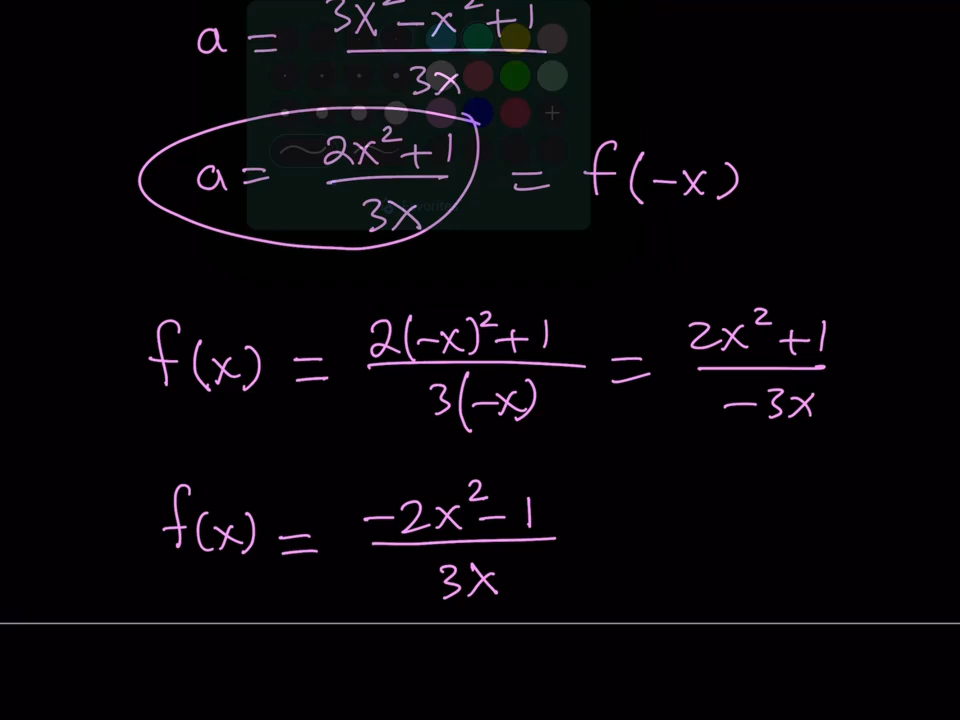 a = (3x² - x² + 1)/(3x)
a = (2x² + 1)/(3x) = f(-x)
f(x) = (2(-x)² + 1)/(3(-x)) = (2x² + 1)/(-3x)
f(x) = (-2x² - 1)/(3x)